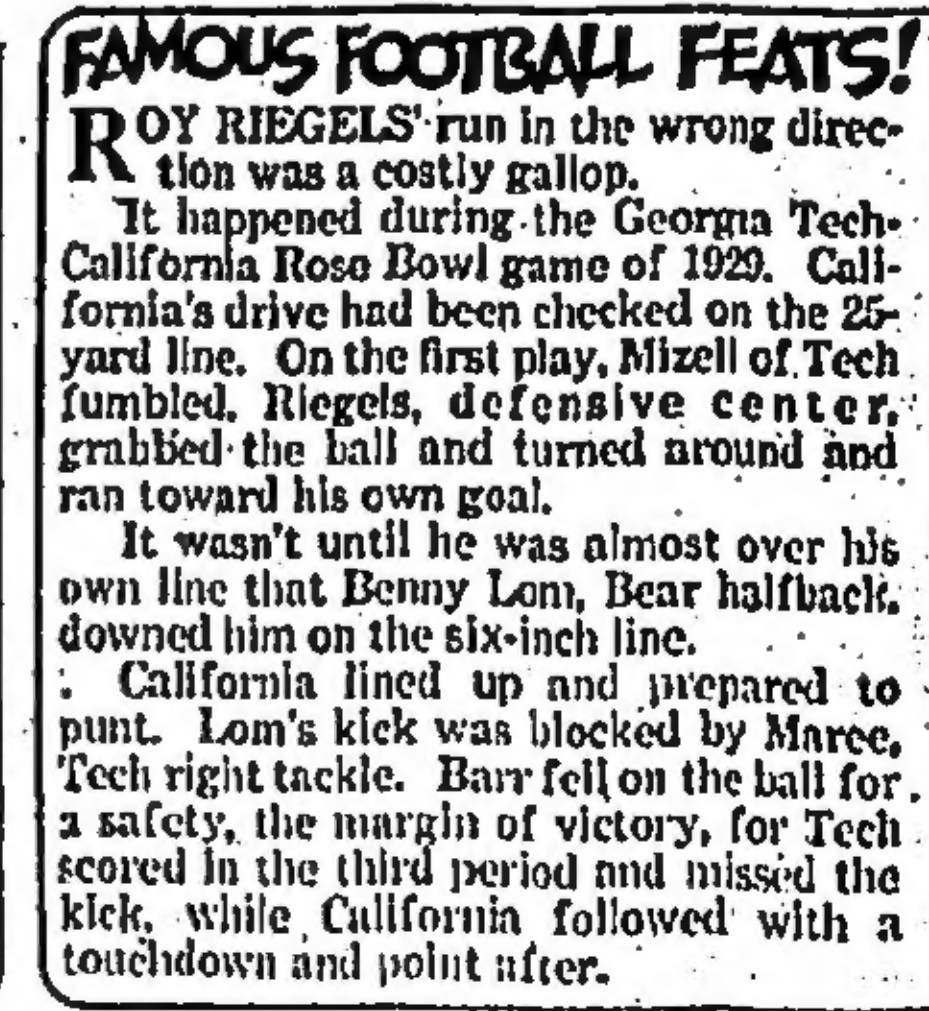 FAMOUS FOOTBALL FEATS!
ROY RIEGELS' run in the wrong direc-
tion was a costly gallop.
It happened during the Georgia Tech-
California Rose Bowl game of 1929. Cali-
fornia's drive had been checked on the 25-
yard line. On the first play, Mizell of Tech
fumbled. Riegels, defensive center,
grabbed the ball and turned around and
ran toward his own goal.
It wasn't until he was almost over his
own line that Benny Lom, Bear halfback,
downed him on the six-inch line.
California lined up and prepared to
punt. Lom's kick was blocked by Maree,
Tech right tackle. Barr fell on the ball for
a safety, the margin of victory, for Tech
scored in the third period and missed the
kick, while California followed with a
touchdown and point after.